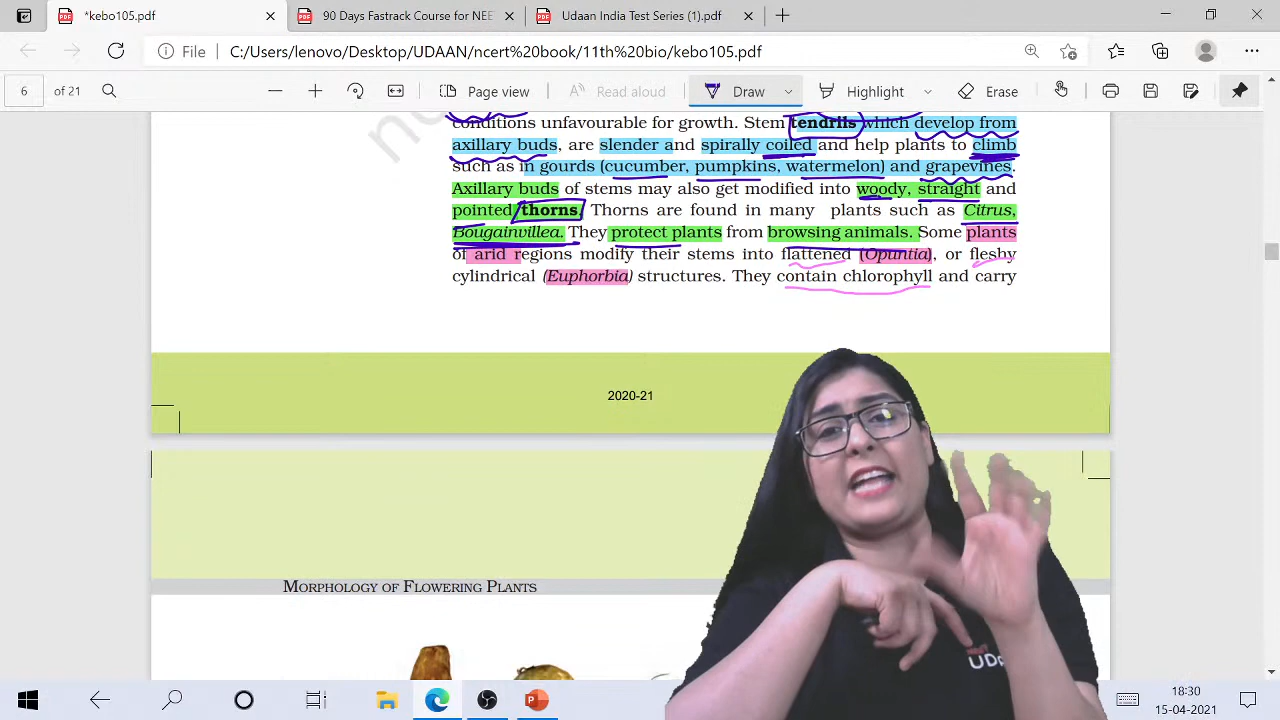 kebo105.pdf
90 Days Fastrack Course for NEE
Udaan India Test Series (1).pdf
File
C:/Users/lenovo/Desktop/UDAAN/ncert%20book/11th%20bio/kebo105.pdf
6 of 21
Page view
Read aloud
Draw
Highlight
Erase
conditions unfavourable for growth. Stem tendrils which develop from
axillary buds, are slender and spirally coiled and help plants to climb
such as in gourds (cucumber, pumpkins, watermelon) and grapevines.
Axillary buds of stems may also get modified into woody, straight and
pointed thorns. Thorns are found in many plants such as Citrus,
Bougainvillea. They protect plants from browsing animals. Some plants
of arid regions modify their stems into flattened (Opuntia), or fleshy
cylindrical (Euphorbia) structures. They contain chlorophyll and carry
2020-21
MORPHOLOGY OF FLOWERING PLANTS
18:30
15-04-2021